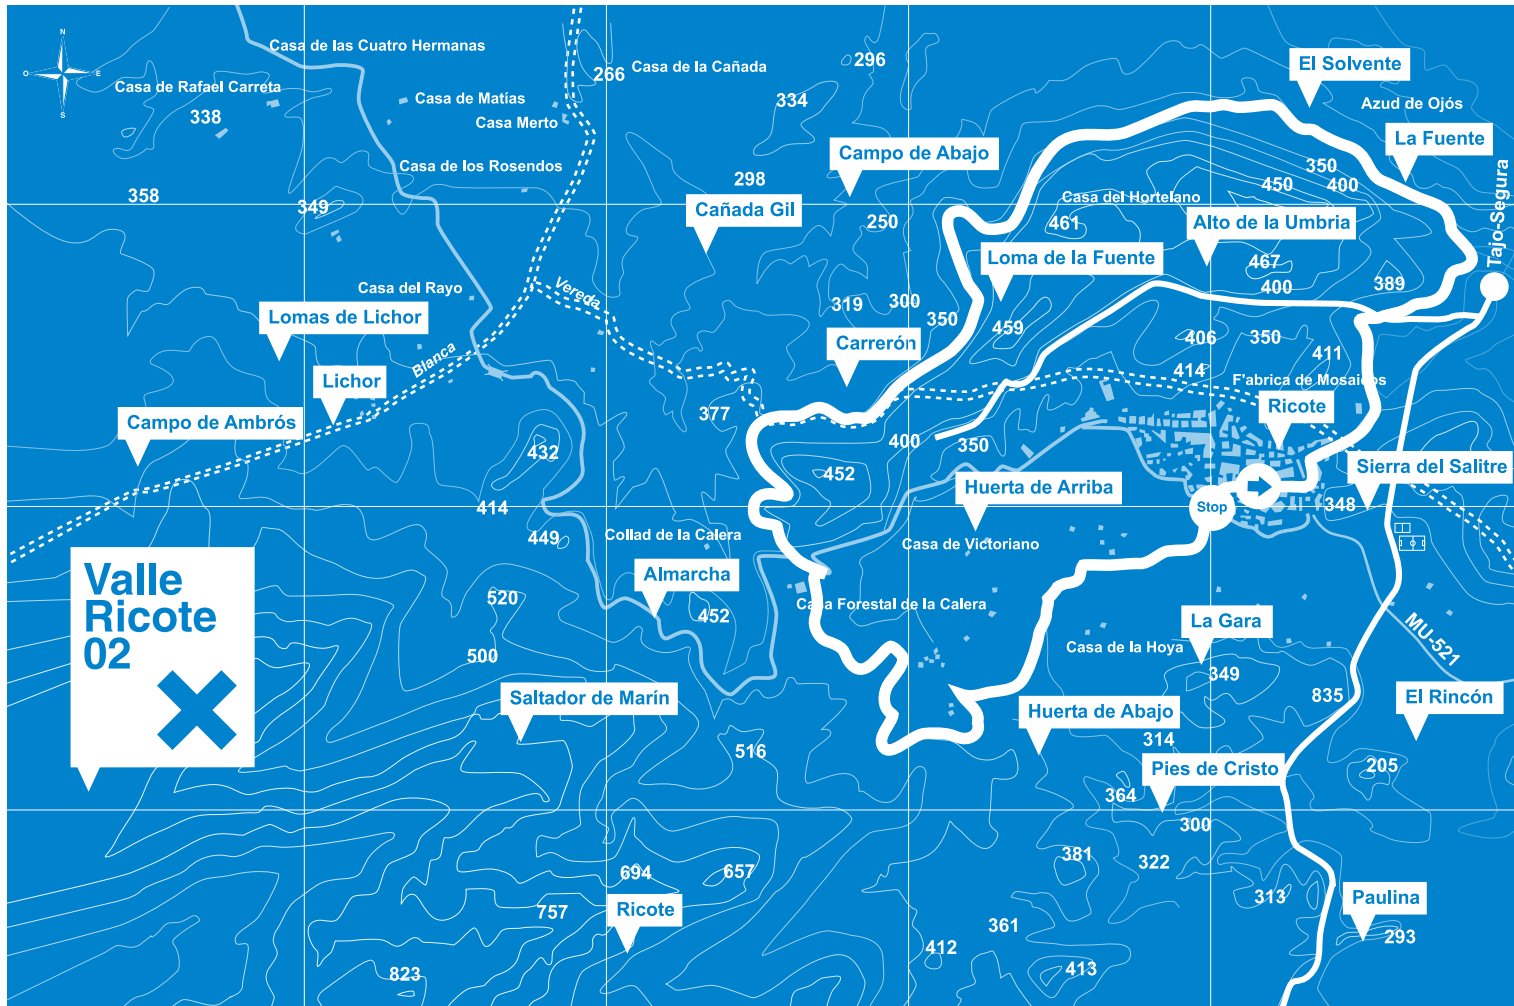 N
O
E
S
Casa de las Cuatro Hermanas
266
Casa de la Cañada
296
El Solvente
Casa de Rafael Carreta
338
Casa de Matías
Casa Merto
334
Azud de Ojós
La Fuente
Campo de Abajo
Casa de los Rosendos
350
358
349
298
450
400
Casa del Hortelano
Cañada Gil
250
461
Alto de la Umbria
Tajo-Segura
Loma de la Fuente
467
Casa del Rayo
Vereda
319
300
400
389
Lomas de Lichor
350
459
406
350
Carrerón
411
Blanca
Lichor
414
F'abrica de Mosaicos
Campo de Ambrós
377
Ricote
432
400
350
452
Sierra del Salitre
Huerta de Arriba
414
Stop
348
449
Collad de la Calera
Casa de Victoriano
Valle
Ricote
02
Almarcha
520
452
Casa Forestal de la Calera
La Gara
MU-521
500
Casa de la Hoya
349
Saltador de Marín
835
El Rincón
Huerta de Abajo
516
314
Pies de Cristo
205
364
300
381
322
694
657
313
757
Ricote
Paulina
361
293
412
823
413